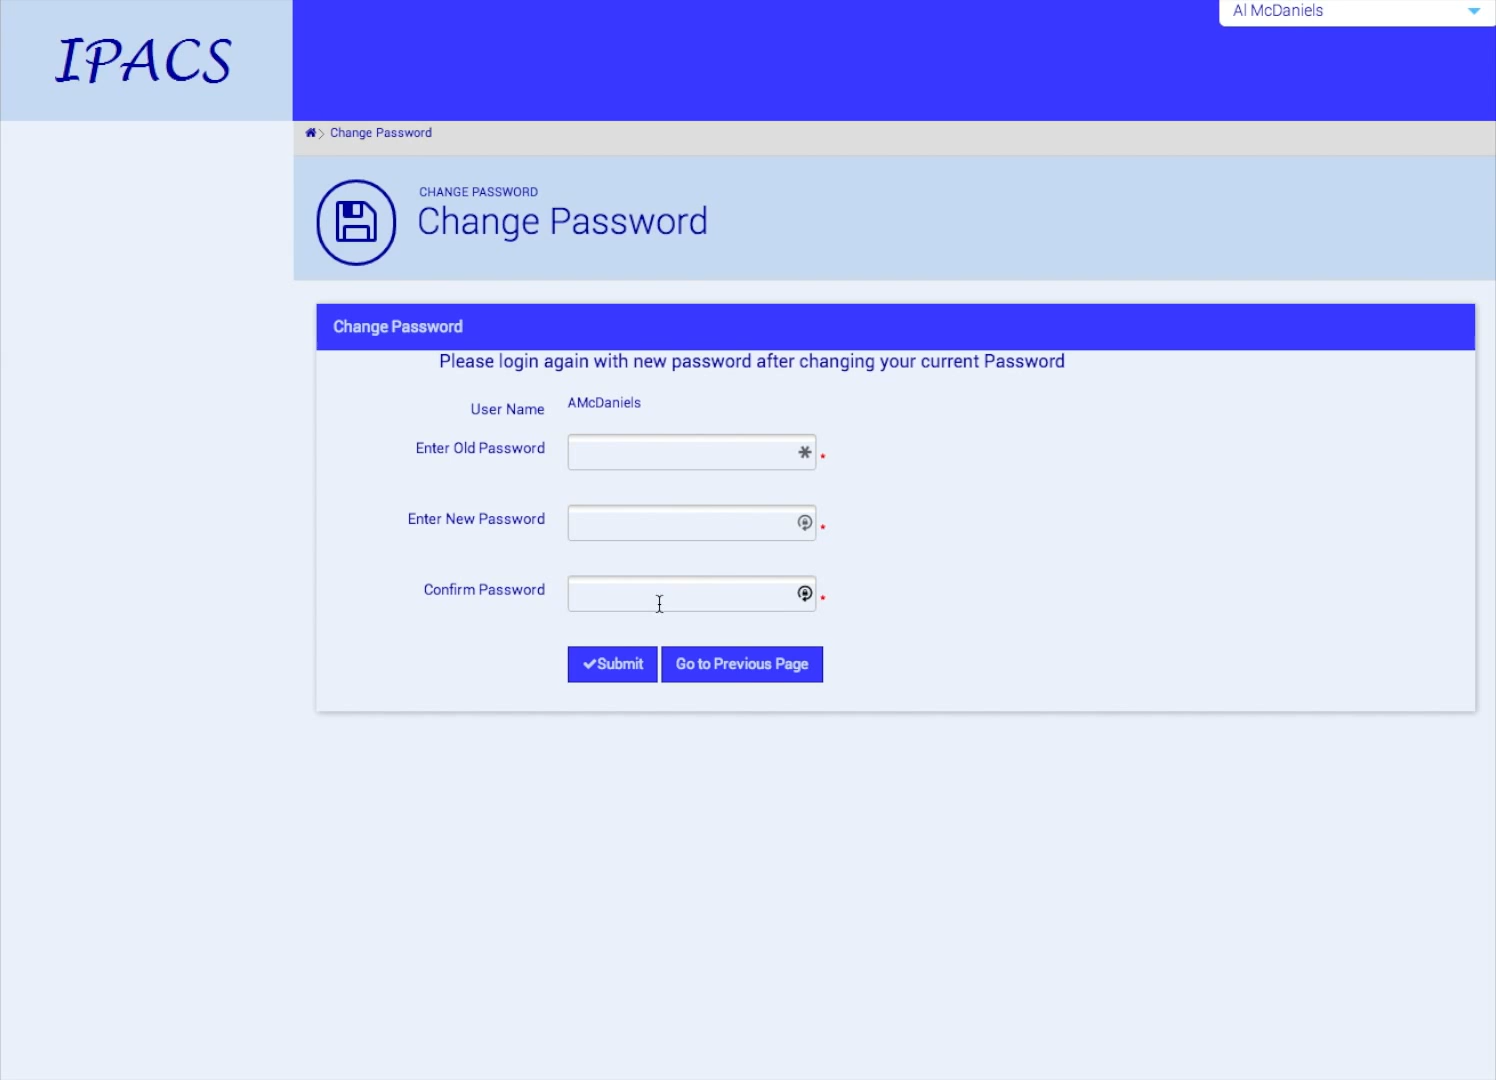 Al McDaniels
IPACS
Change Password
CHANGE PASSWORD
Change Password
Change Password
Please login again with new password after changing your current Password
User Name AMcDaniels
Enter Old Password *
Enter New Password *
Confirm Password *
Submit Go to Previous Page